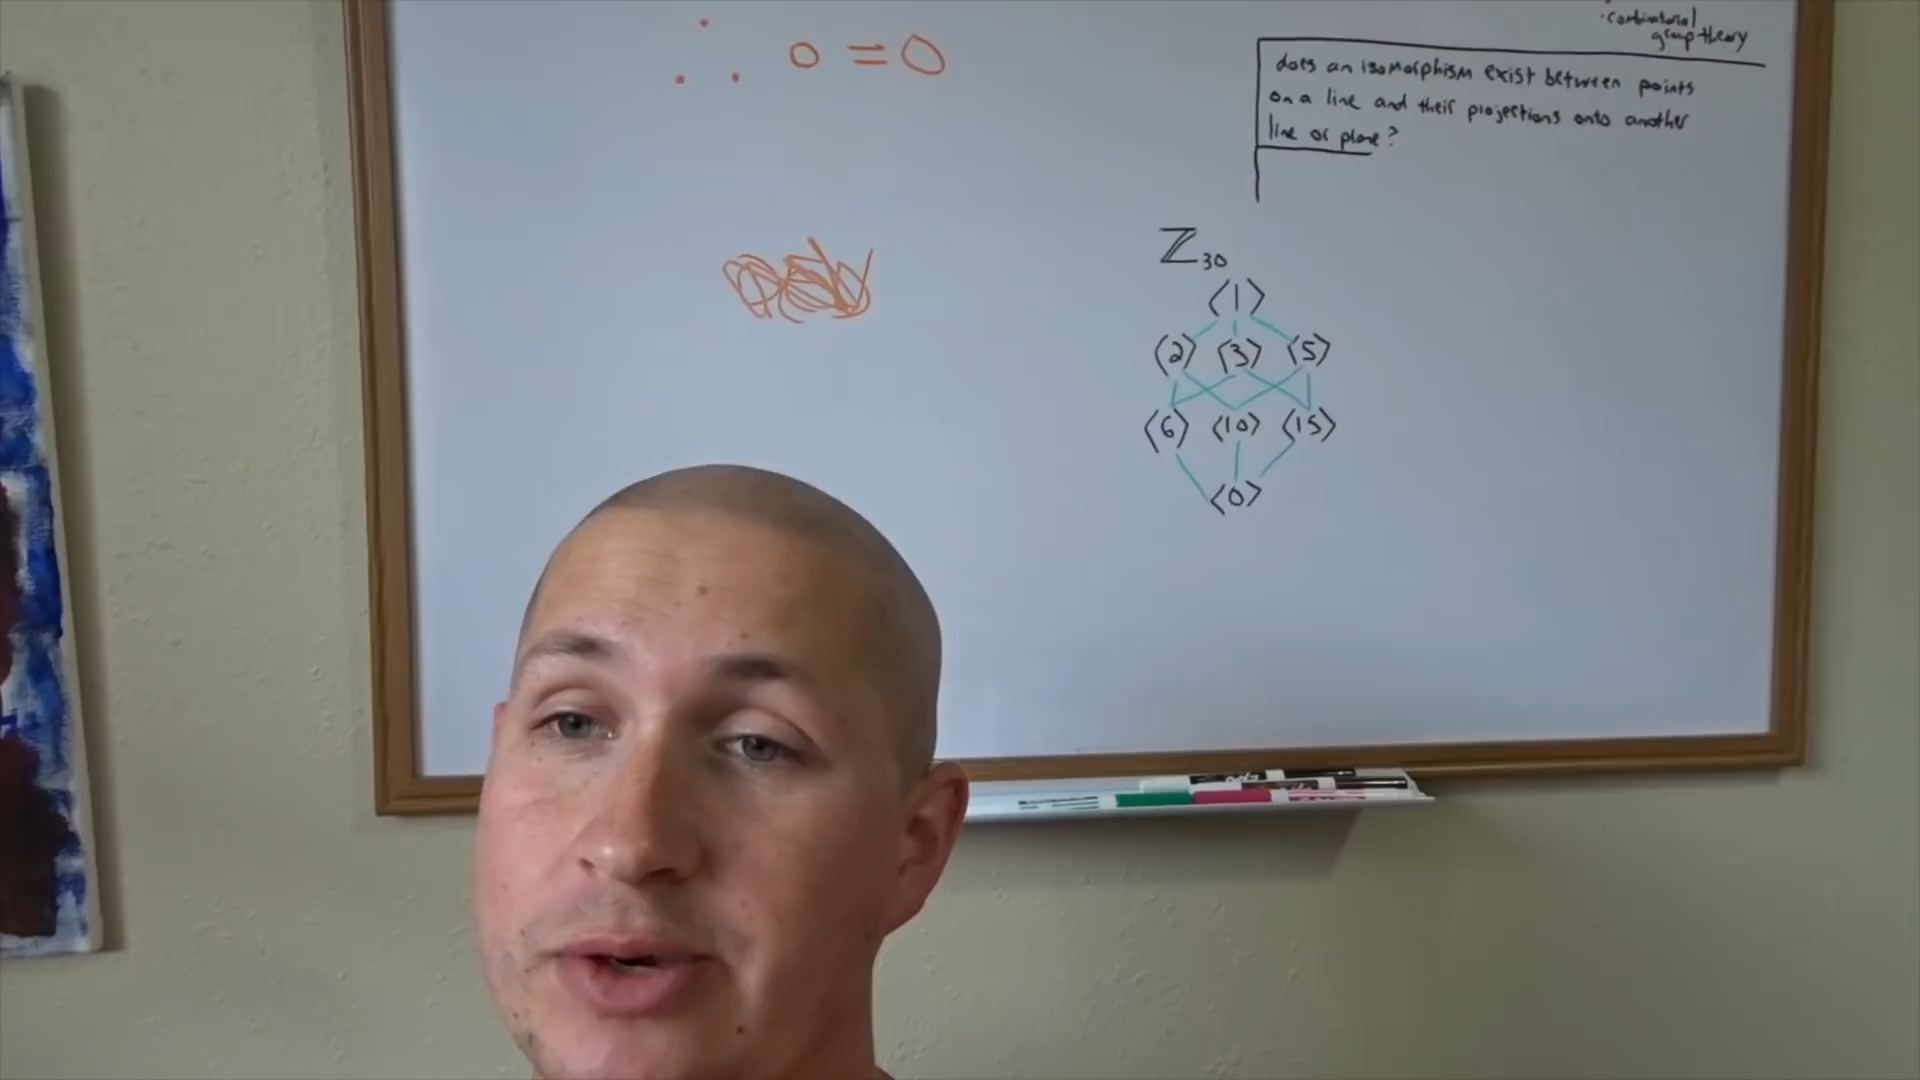 ∴ 0 = 0
· combinatorial
group theory
does an isomorphism exist between points
on a line and their projections onto another
line or plane?
ℤ₃₀
⟨1⟩
⟨2⟩ ⟨3⟩ ⟨5⟩
⟨6⟩ ⟨10⟩ ⟨15⟩
⟨0⟩